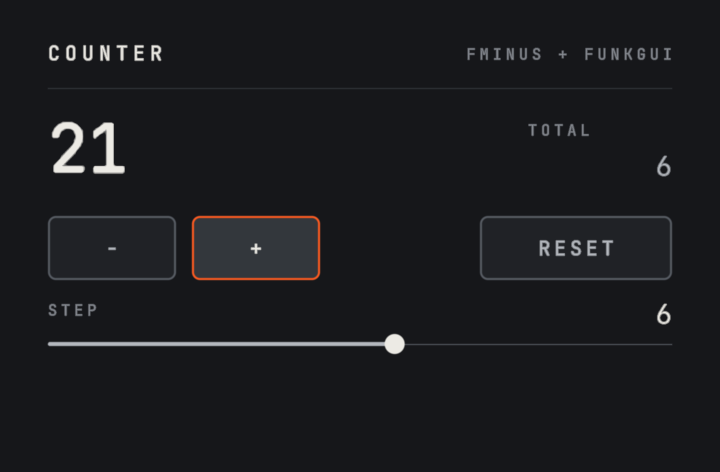 COUNTER
FMINUS + FUNKGUI
21
TOTAL
6
-
+
RESET
STEP
6